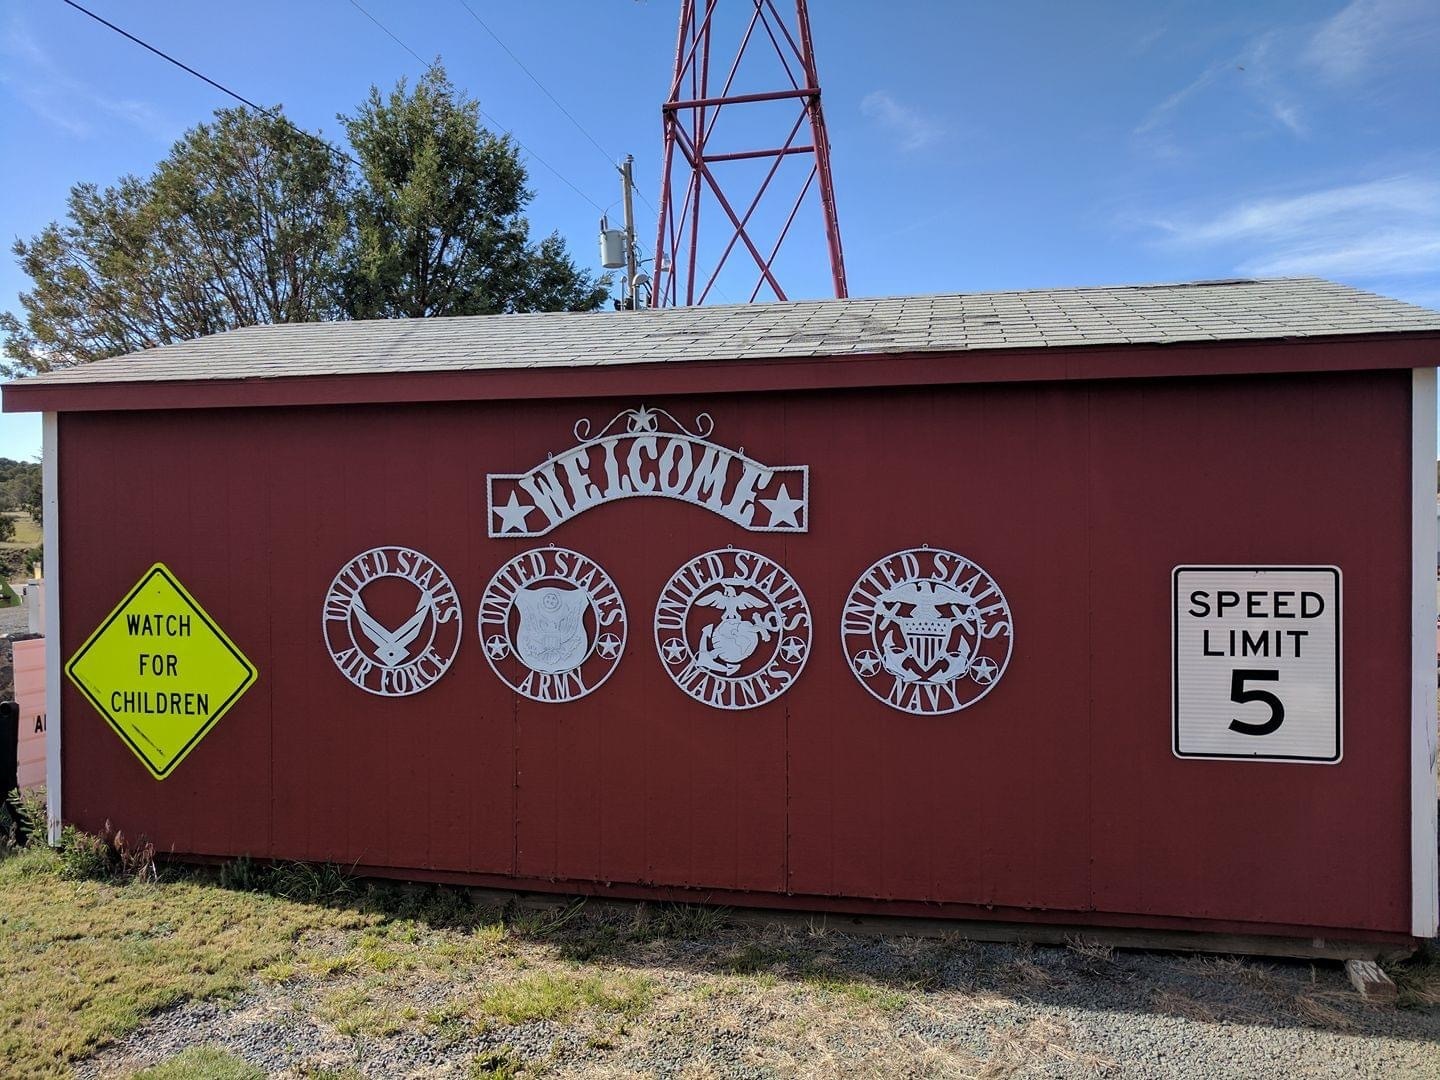 WELCOME
UNITED STATES
AIR FORCE
UNITED STATES
ARMY
UNITED STATES
MARINES
UNITED STATES
NAVY
WATCH
FOR
CHILDREN
SPEED
LIMIT
5